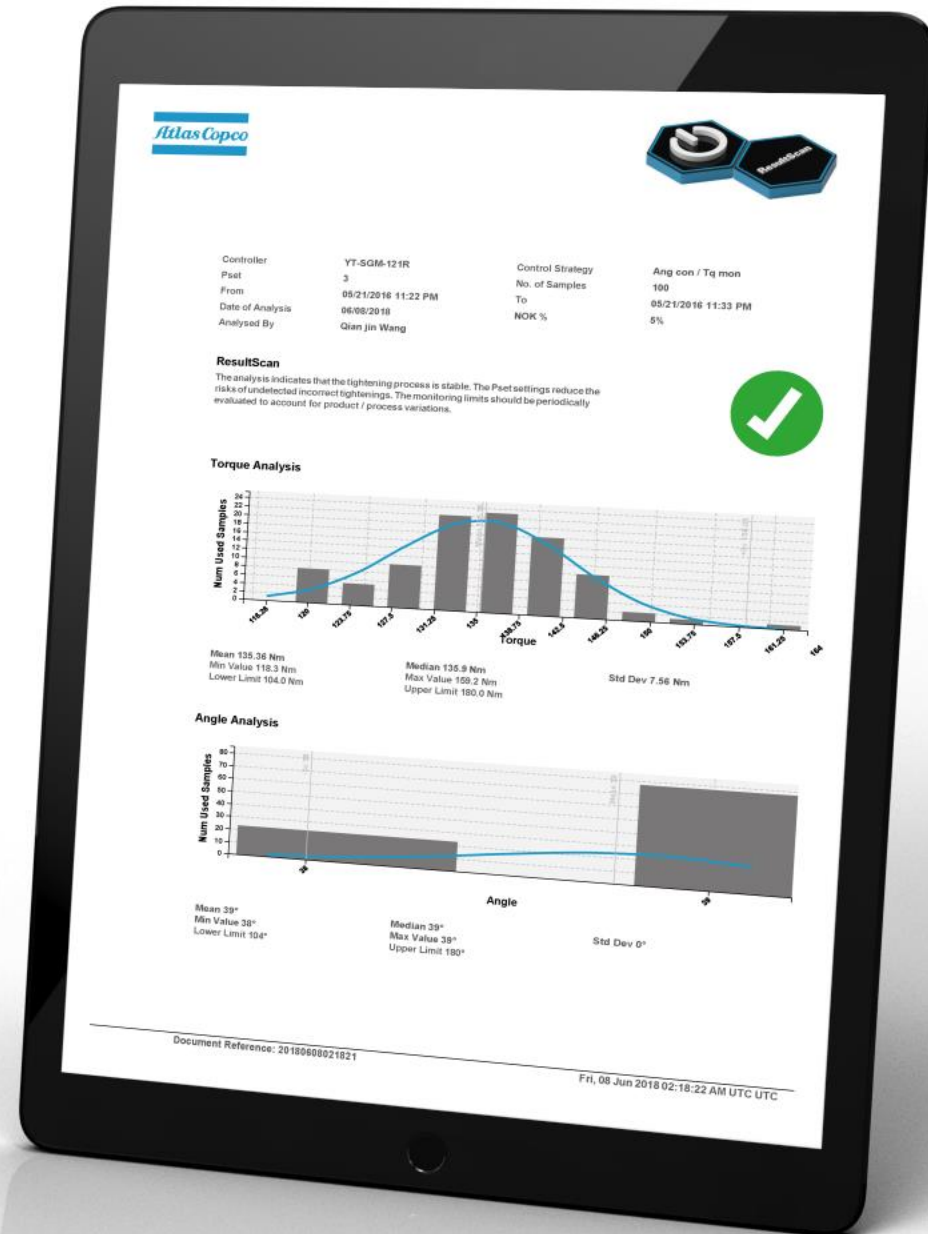 Atlas Copco
ResultScan
Controller YT-SGM-121R Control Strategy Ang con / Tq mon
Pset 3 No. of Samples 100
From 05/21/2016 11:22 PM To 05/21/2016 11:33 PM
Date of Analysis 06/08/2018 NOK % 5%
Analysed By Qian jin Wang
ResultScan
The analysis indicates that the tightening process is stable. The Pset settings reduce the
risks of undetected incorrect tightenings. The monitoring limits should be periodically
evaluated to account for product / process variations.
Torque Analysis
Num Used Samples
24
22
20
18
16
14
12
10
8
6
4
2
0
116.26 120 123.75 127.5 131.25 135 138.75 142.5 146.25 150 153.75 157.5 161.25 164
Torque
Mean 135.36 Nm Median 135.9 Nm Std Dev 7.56 Nm
Min Value 118.3 Nm Max Value 159.2 Nm
Lower Limit 104.0 Nm Upper Limit 180.0 Nm
Angle Analysis
Num Used Samples
80
70
60
50
40
30
20
10
0
38 39
Angle
Mean 39° Median 39° Std Dev 0°
Min Value 38° Max Value 39°
Lower Limit 104° Upper Limit 180°
Document Reference: 20180608021821
Fri, 08 Jun 2018 02:18:22 AM UTC UTC